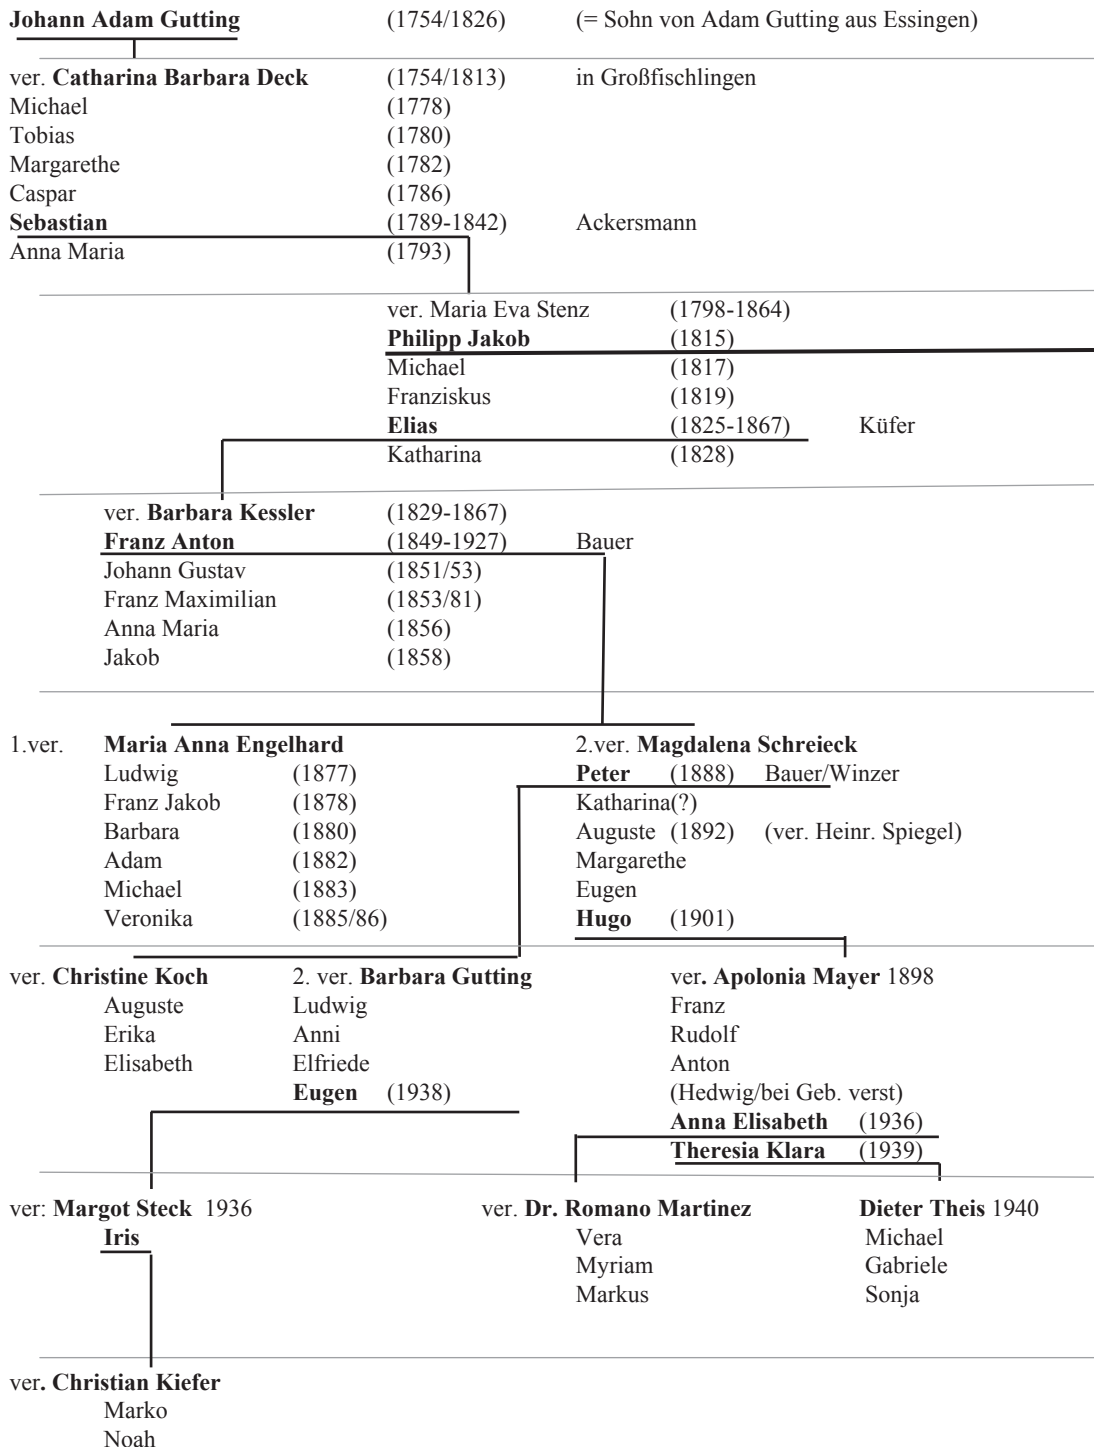 Johann Adam Gutting (1754/1826) (= Sohn von Adam Gutting aus Essingen)
ver. Catharina Barbara Deck (1754/1813) in Großfischlingen
Michael (1778)
Tobias (1780)
Margarethe (1782)
Caspar (1786)
Sebastian (1789-1842) Ackersmann
Anna Maria (1793)
ver. Maria Eva Stenz (1798-1864)
Philipp Jakob (1815)
Michael (1817)
Franziskus (1819)
Elias (1825-1867) Küfer
Katharina (1828)
ver. Barbara Kessler (1829-1867)
Franz Anton (1849-1927) Bauer
Johann Gustav (1851/53)
Franz Maximilian (1853/81)
Anna Maria (1856)
Jakob (1858)
1.ver. Maria Anna Engelhard 2.ver. Magdalena Schreieck
Ludwig (1877) Peter (1888) Bauer/Winzer
Franz Jakob (1878) Katharina(?)
Barbara (1880) Auguste (1892) (ver. Heinr. Spiegel)
Adam (1882) Margarethe
Michael (1883) Eugen
Veronika (1885/86) Hugo (1901)
ver. Christine Koch 2. ver. Barbara Gutting ver. Apolonia Mayer 1898
Auguste Ludwig Franz
Erika Anni Rudolf
Elisabeth Elfriede Anton
Eugen (1938) (Hedwig/bei Geb. verst)
Anna Elisabeth (1936)
Theresia Klara (1939)
ver: Margot Steck 1936 ver. Dr. Romano Martinez Dieter Theis 1940
Iris Vera Michael
Myriam Gabriele
Markus Sonja
ver. Christian Kiefer
Marko
Noah